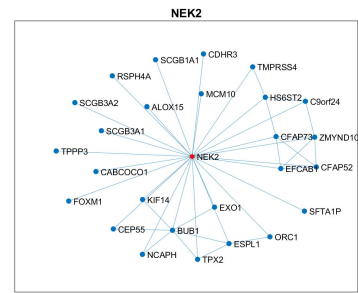 NEK2
CDHR3
SCGB1A1
TMPRSS4
RSPH4A
MCM10
HS6ST2
C9orf24
SCGB3A2
ALOX15
SCGB3A1
CFAP73
ZMYND10
TPPP3
NEK2
CABCOCO1
EFCAB1
CFAP52
FOXM1
KIF14
EXO1
SFTA1P
CEP55
BUB1
ORC1
ESPL1
NCAPH
TPX2